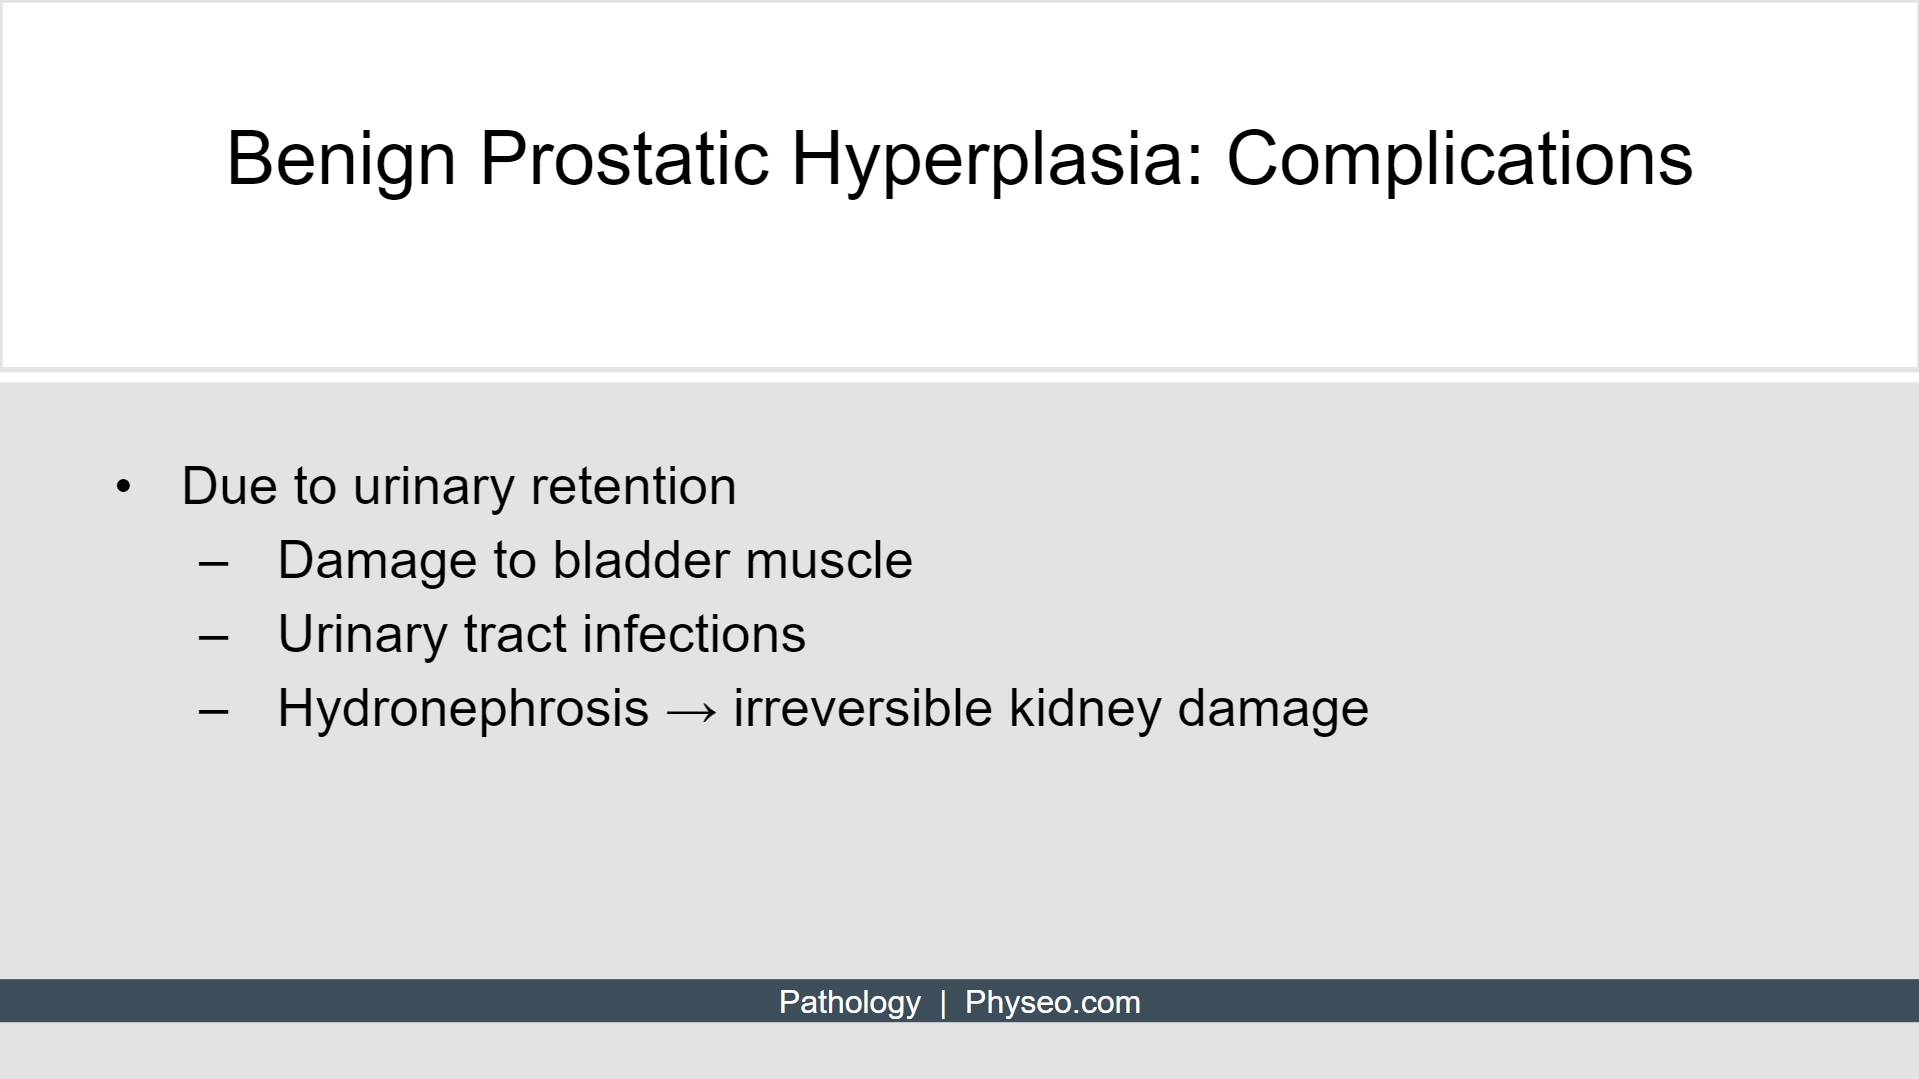 Benign Prostatic Hyperplasia: Complications
• Due to urinary retention
– Damage to bladder muscle
– Urinary tract infections
– Hydronephrosis → irreversible kidney damage
Pathology | Physeo.com